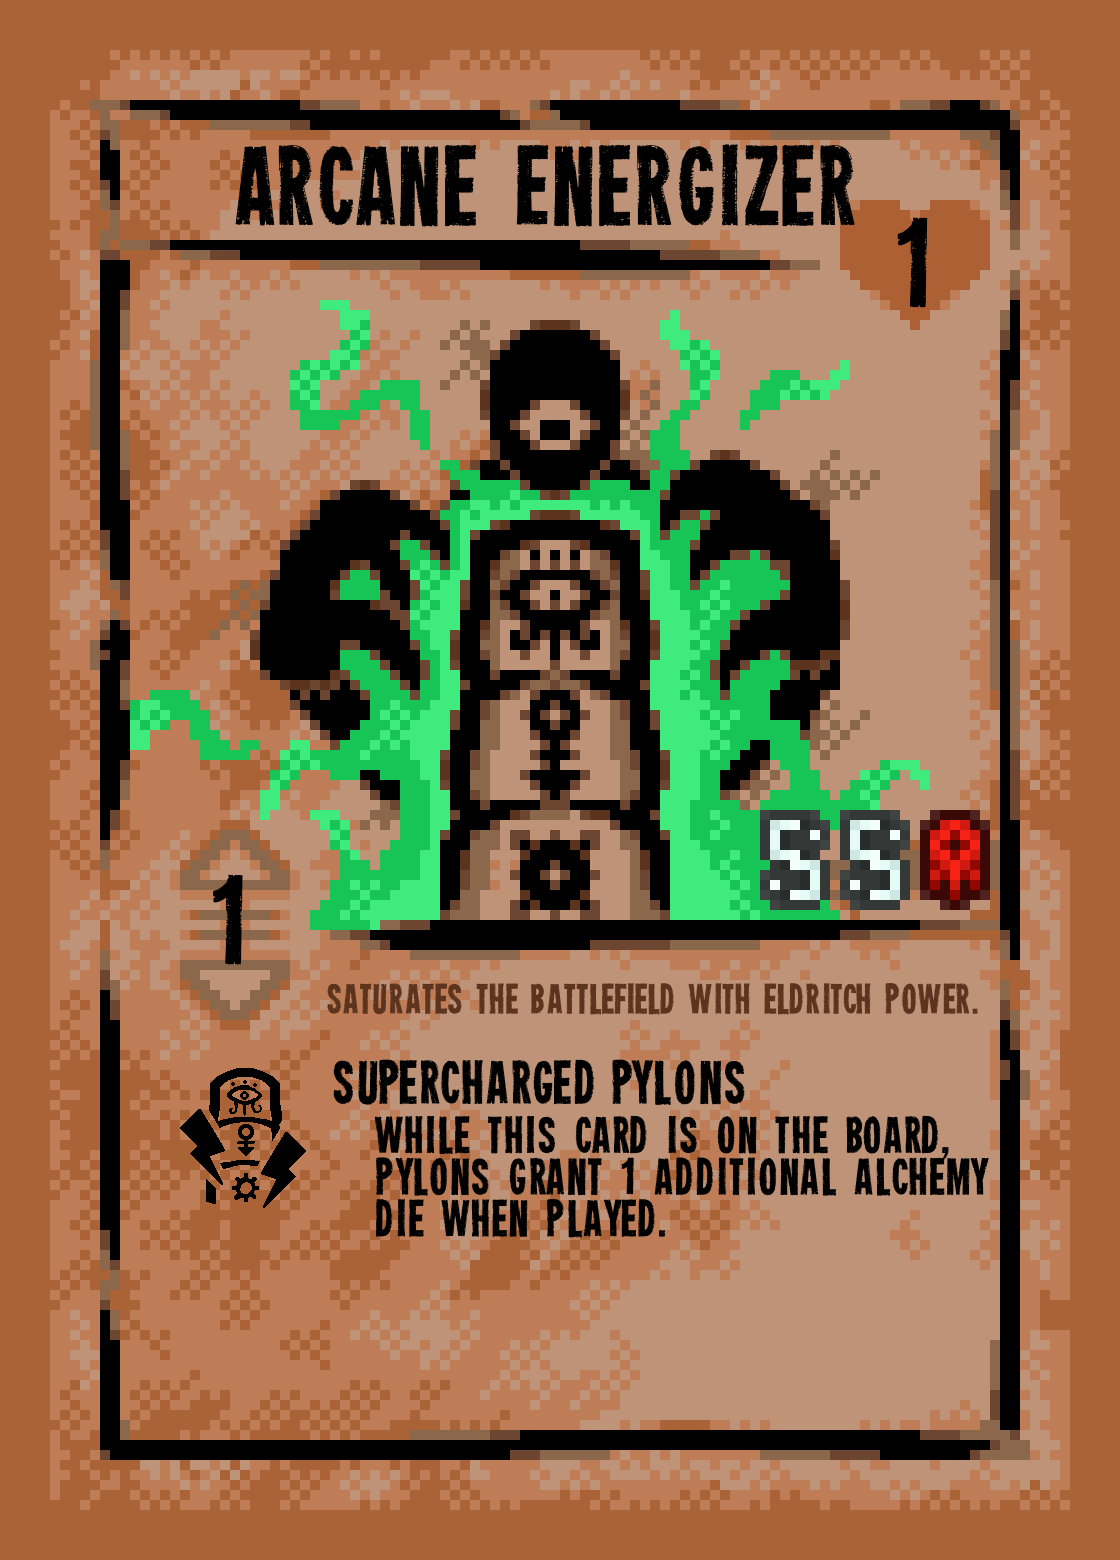 ARCANE ENERGIZER
1
SS
1
SATURATES THE BATTLEFIELD WITH ELDRITCH POWER.
SUPERCHARGED PYLONS
WHILE THIS CARD IS ON THE BOARD,
PYLONS GRANT 1 ADDITIONAL ALCHEMY
DIE WHEN PLAYED.